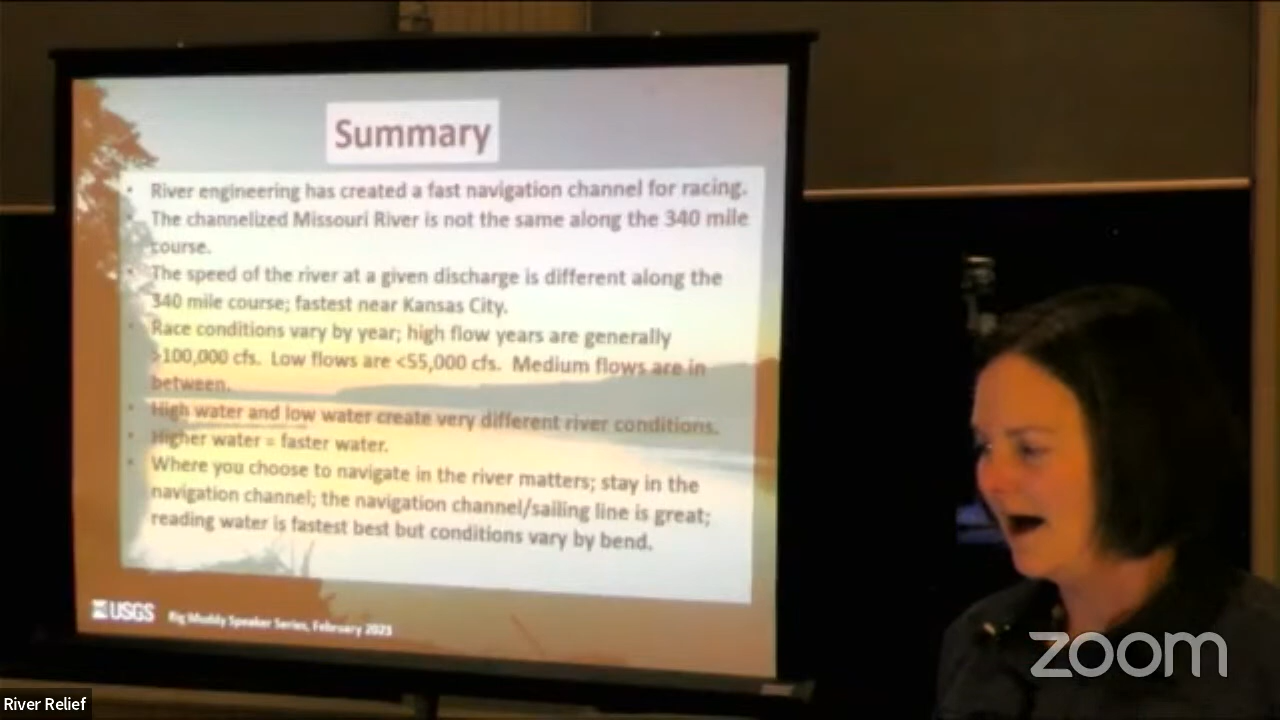 Summary
• River engineering has created a fast navigation channel for racing.
• The channelized Missouri River is not the same along the 340 mile
course.
• The speed of the river at a given discharge is different along the
340 mile course; fastest near Kansas City.
• Race conditions vary by year; high flow years are generally
>100,000 cfs. Low flows are <55,000 cfs. Medium flows are in
between.
• High water and low water create very different river conditions.
• Higher water = faster water.
• Where you choose to navigate in the river matters; stay in the
navigation channel; the navigation channel/sailing line is great;
reading water is fastest best but conditions vary by bend.
USGS
Big Muddy Speaker Series, February 2023
zoom
River Relief